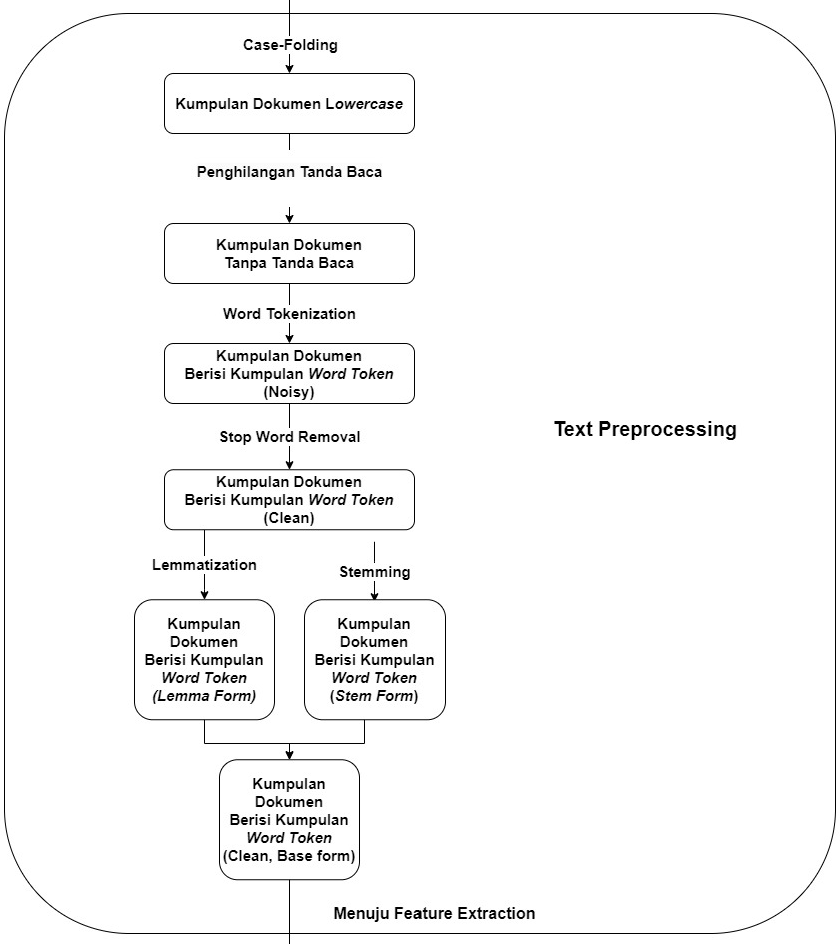 Case-Folding
Kumpulan Dokumen Lowercase
Penghilangan Tanda Baca
Kumpulan Dokumen
Tanpa Tanda Baca
Word Tokenization
Kumpulan Dokumen
Berisi Kumpulan Word Token
(Noisy)
Text Preprocessing
Stop Word Removal
Kumpulan Dokumen
Berisi Kumpulan Word Token
(Clean)
Lemmatization
Stemming
Kumpulan
Dokumen
Berisi Kumpulan
Word Token
(Lemma Form)
Kumpulan
Dokumen
Berisi Kumpulan
Word Token
(Stem Form)
Kumpulan
Dokumen
Berisi Kumpulan
Word Token
(Clean, Base form)
Menuju Feature Extraction